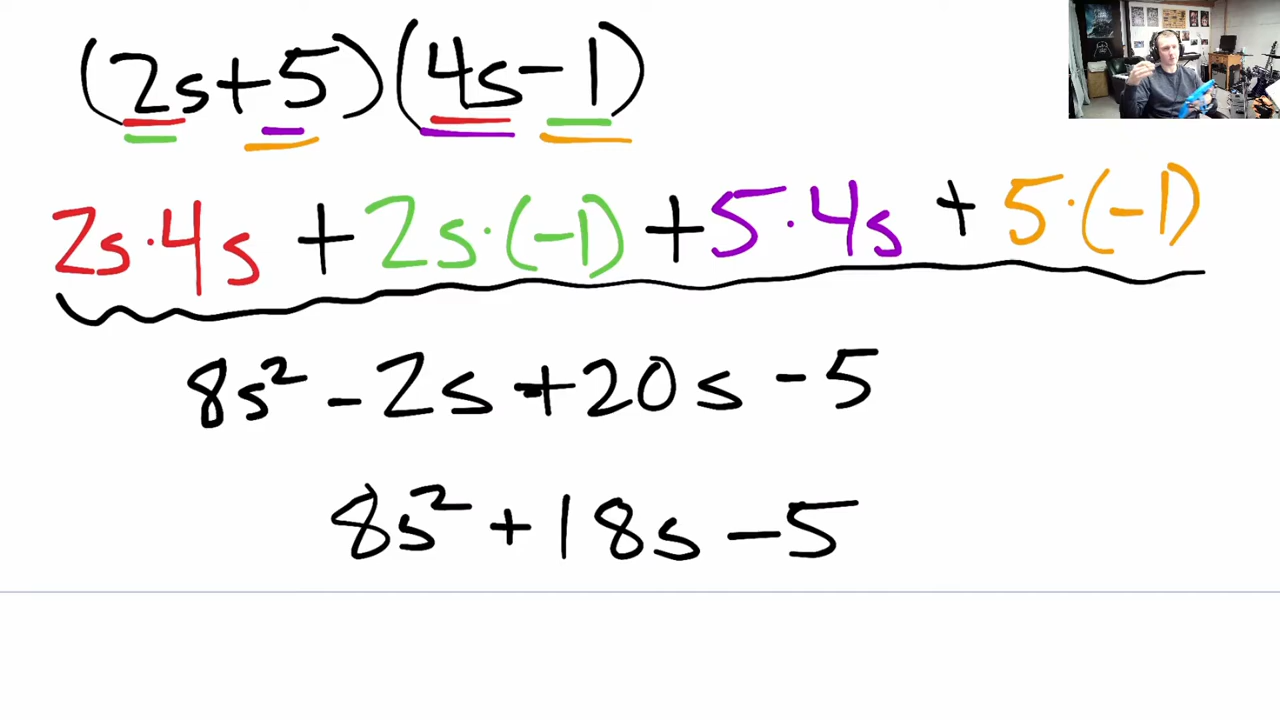 (2s+5)(4s-1)
2s·4s + 2s·(-1) + 5·4s + 5·(-1)
8s² - 2s + 20s - 5
8s² + 18s - 5